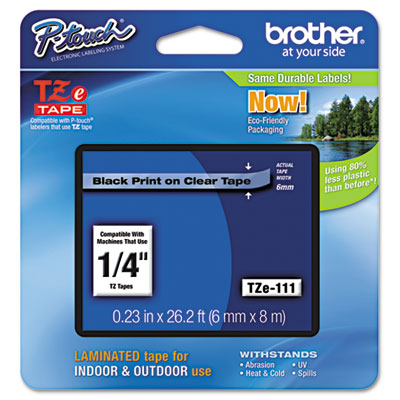 P-touch
ELECTRONIC LABELING SYSTEM
brother
at your side
TZe
TAPE
Compatible with P-touch®
labelers that use TZ tape
Same Durable Labels!
Now!
Eco-Friendly
Packaging
Using 80%
less plastic
than before*!
Black Print on Clear Tape
ACTUAL
TAPE
WIDTH
6mm
Compatible With
Machines That Use
1/4"
TZ Tapes
TZe-111
0.23 in x 26.2 ft (6 mm x 8 m)
LAMINATED tape for
INDOOR & OUTDOOR use
WITHSTANDS
• Abrasion • UV
• Heat & Cold • Spills